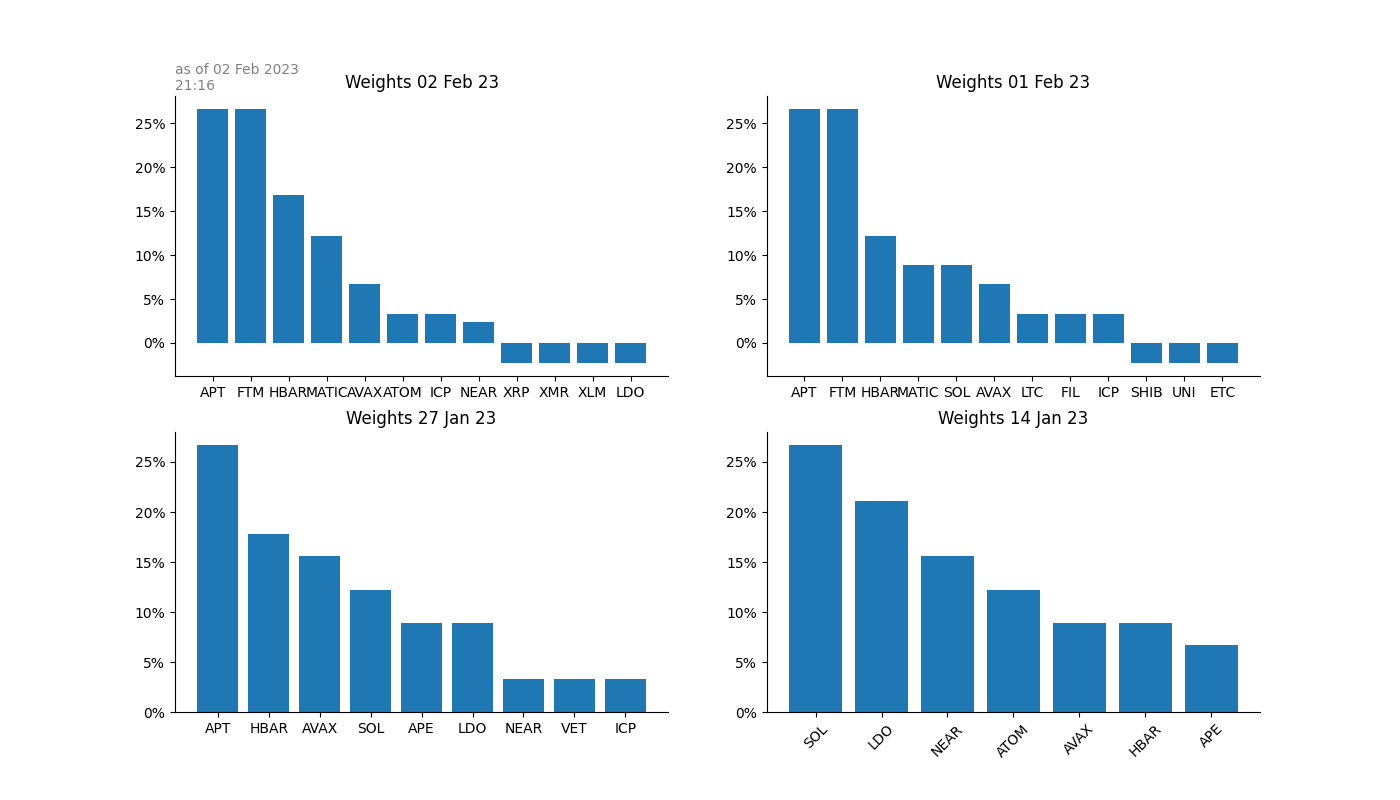 as of 02 Feb 2023
21:16
Weights 02 Feb 23
25%
20%
15%
10%
5%
0%
APT FTM HBAR MATIC AVAX ATOM ICP NEAR XRP XMR XLM LDO
Weights 01 Feb 23
25%
20%
15%
10%
5%
0%
APT FTM HBAR MATIC SOL AVAX LTC FIL ICP SHIB UNI ETC
Weights 27 Jan 23
25%
20%
15%
10%
5%
0%
APT HBAR AVAX SOL APE LDO NEAR VET ICP
Weights 14 Jan 23
25%
20%
15%
10%
5%
0%
SOL LDO NEAR ATOM AVAX HBAR APE